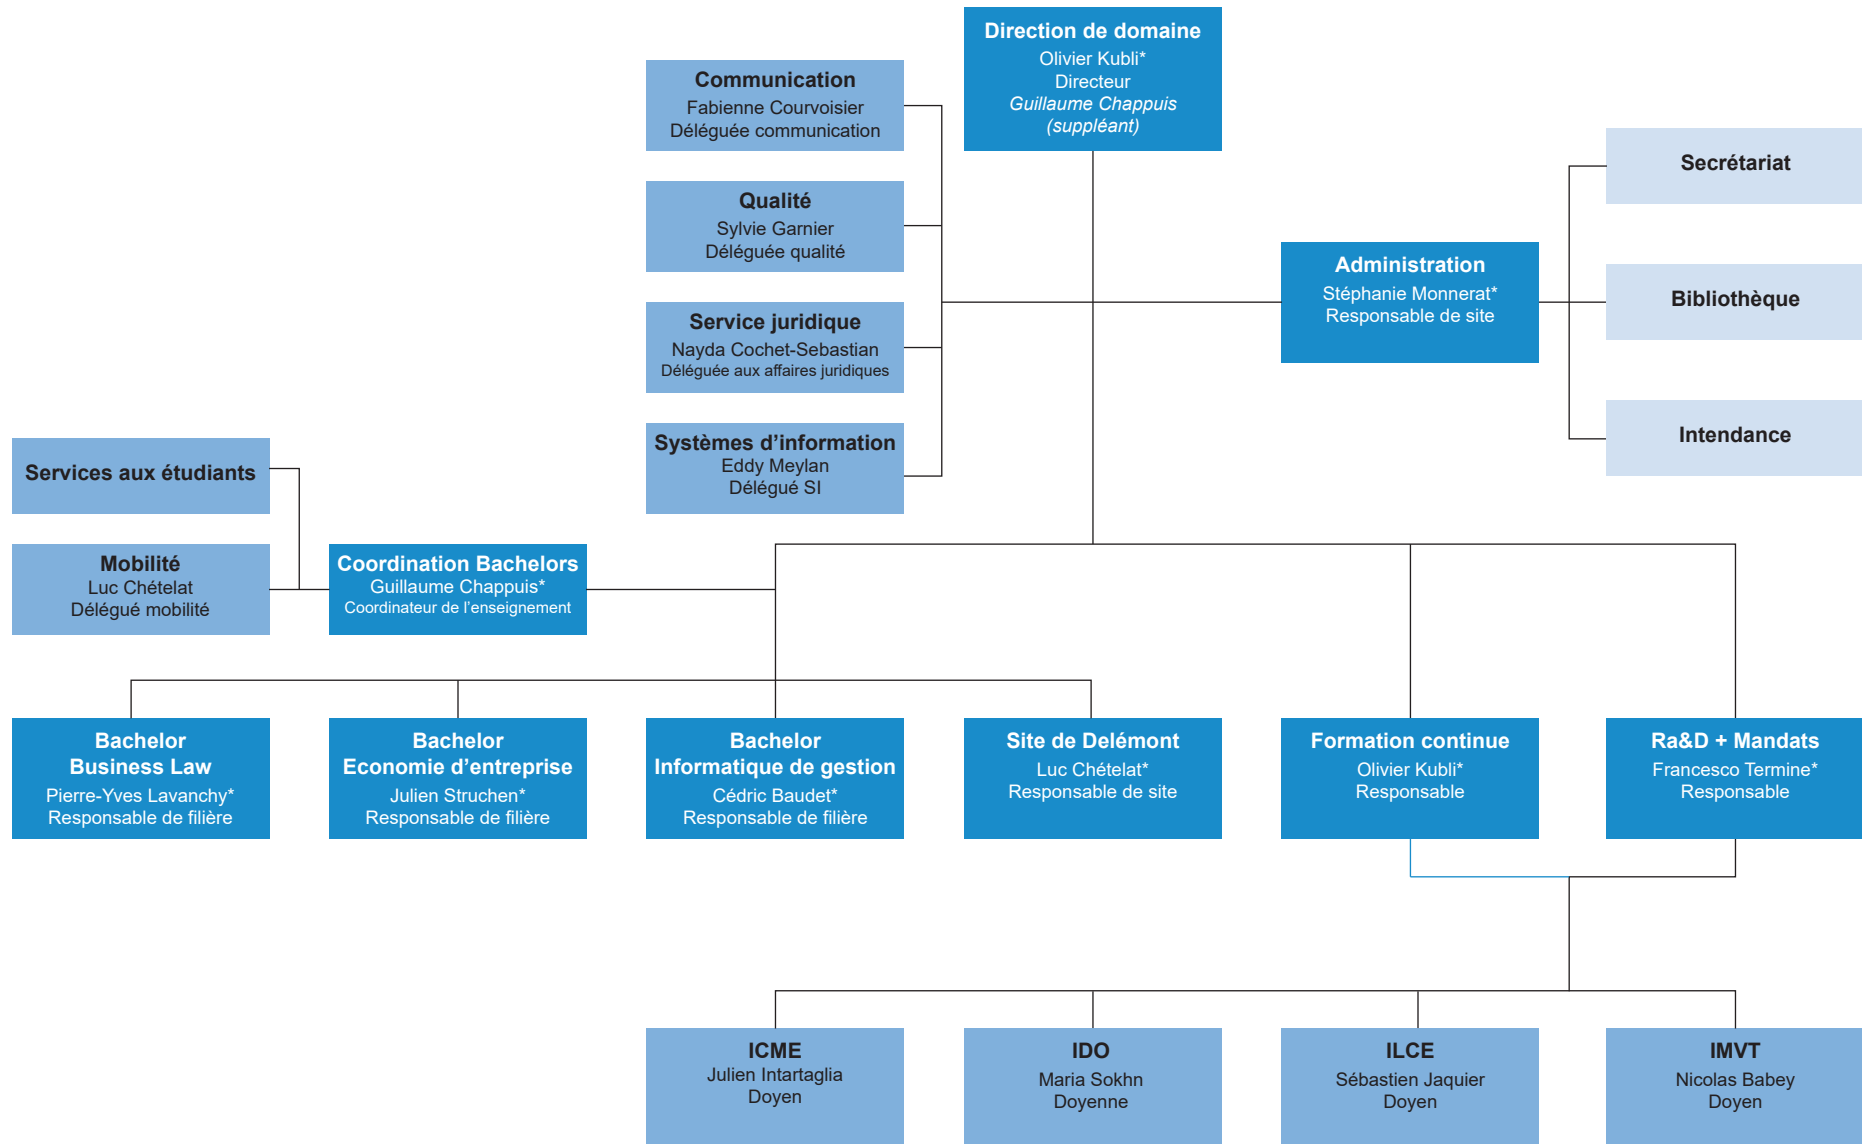 Direction de domaine
Olivier Kubli*
Directeur
Guillaume Chappuis
(suppléant)
Communication
Fabienne Courvoisier
Déléguée communication
Qualité
Sylvie Garnier
Déléguée qualité
Service juridique
Nayda Cochet-Sebastian
Déléguée aux affaires juridiques
Systèmes d’information
Eddy Meylan
Délégué SI
Administration
Stéphanie Monnerat*
Responsable de site
Secrétariat
Bibliothèque
Intendance
Services aux étudiants
Mobilité
Luc Chételat
Délégué mobilité
Coordination Bachelors
Guillaume Chappuis*
Coordinateur de l’enseignement
Bachelor
Business Law
Pierre-Yves Lavanchy*
Responsable de filière
Bachelor
Economie d’entreprise
Julien Struchen*
Responsable de filière
Bachelor
Informatique de gestion
Cédric Baudet*
Responsable de filière
Site de Delémont
Luc Chételat*
Responsable de site
Formation continue
Olivier Kubli*
Responsable
Ra&D + Mandats
Francesco Termine*
Responsable
ICME
Julien Intartaglia
Doyen
IDO
Maria Sokhn
Doyenne
ILCE
Sébastien Jaquier
Doyen
IMVT
Nicolas Babey
Doyen